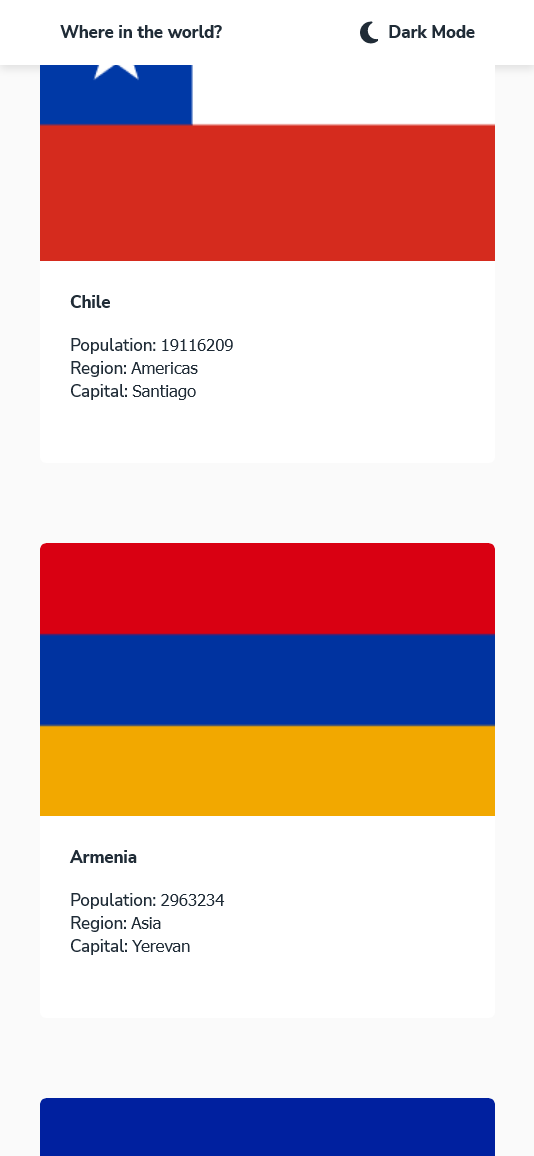 Where in the world?
Dark Mode
Chile
Population: 19116209
Region: Americas
Capital: Santiago
Armenia
Population: 2963234
Region: Asia
Capital: Yerevan